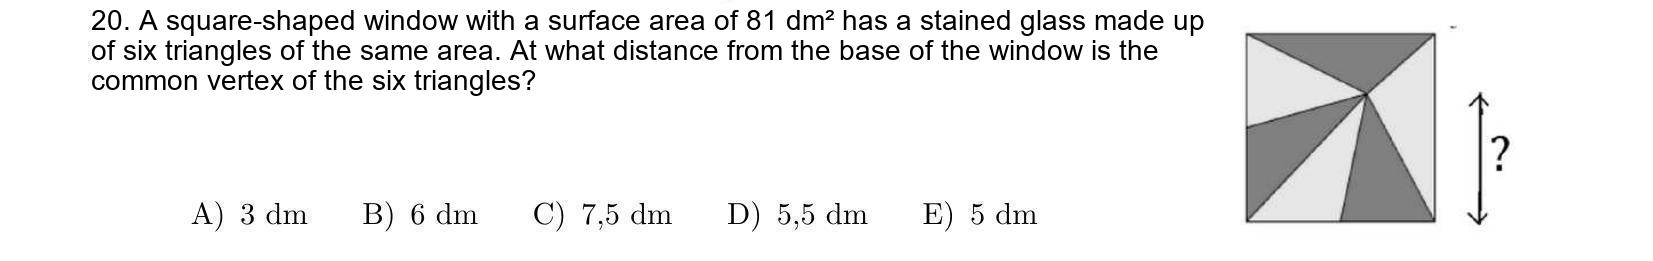 20. A square-shaped window with a surface area of 81 dm² has a stained glass made up
of six triangles of the same area. At what distance from the base of the window is the
common vertex of the six triangles?
?
A) 3 dm B) 6 dm C) 7,5 dm D) 5,5 dm E) 5 dm